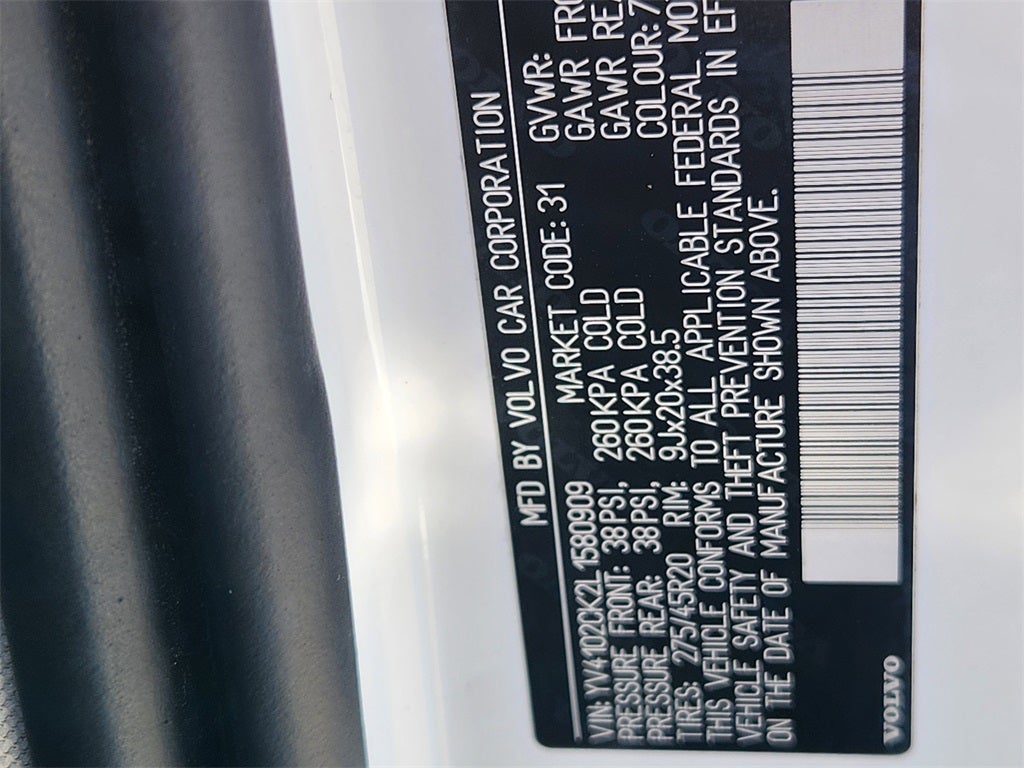 MFD BY VOLVO CAR CORPORATION
GVWR:
VIN: YV4102CK2L1580909 MARKET CODE: 31 GAWR
PRESSURE FRONT: 38PSI, 260KPA COLD GAWR
PRESSURE REAR: 38PSI, 260KPA COLD COLOUR: 7
TIRES: 275/45R20 RIM: 9Jx20x38.5
THIS VEHICLE CONFORMS TO ALL APPLICABLE FEDERAL
VEHICLE SAFETY AND THEFT PREVENTION STANDARDS IN
ON THE DATE OF MANUFACTURE SHOWN ABOVE.
VOLVO